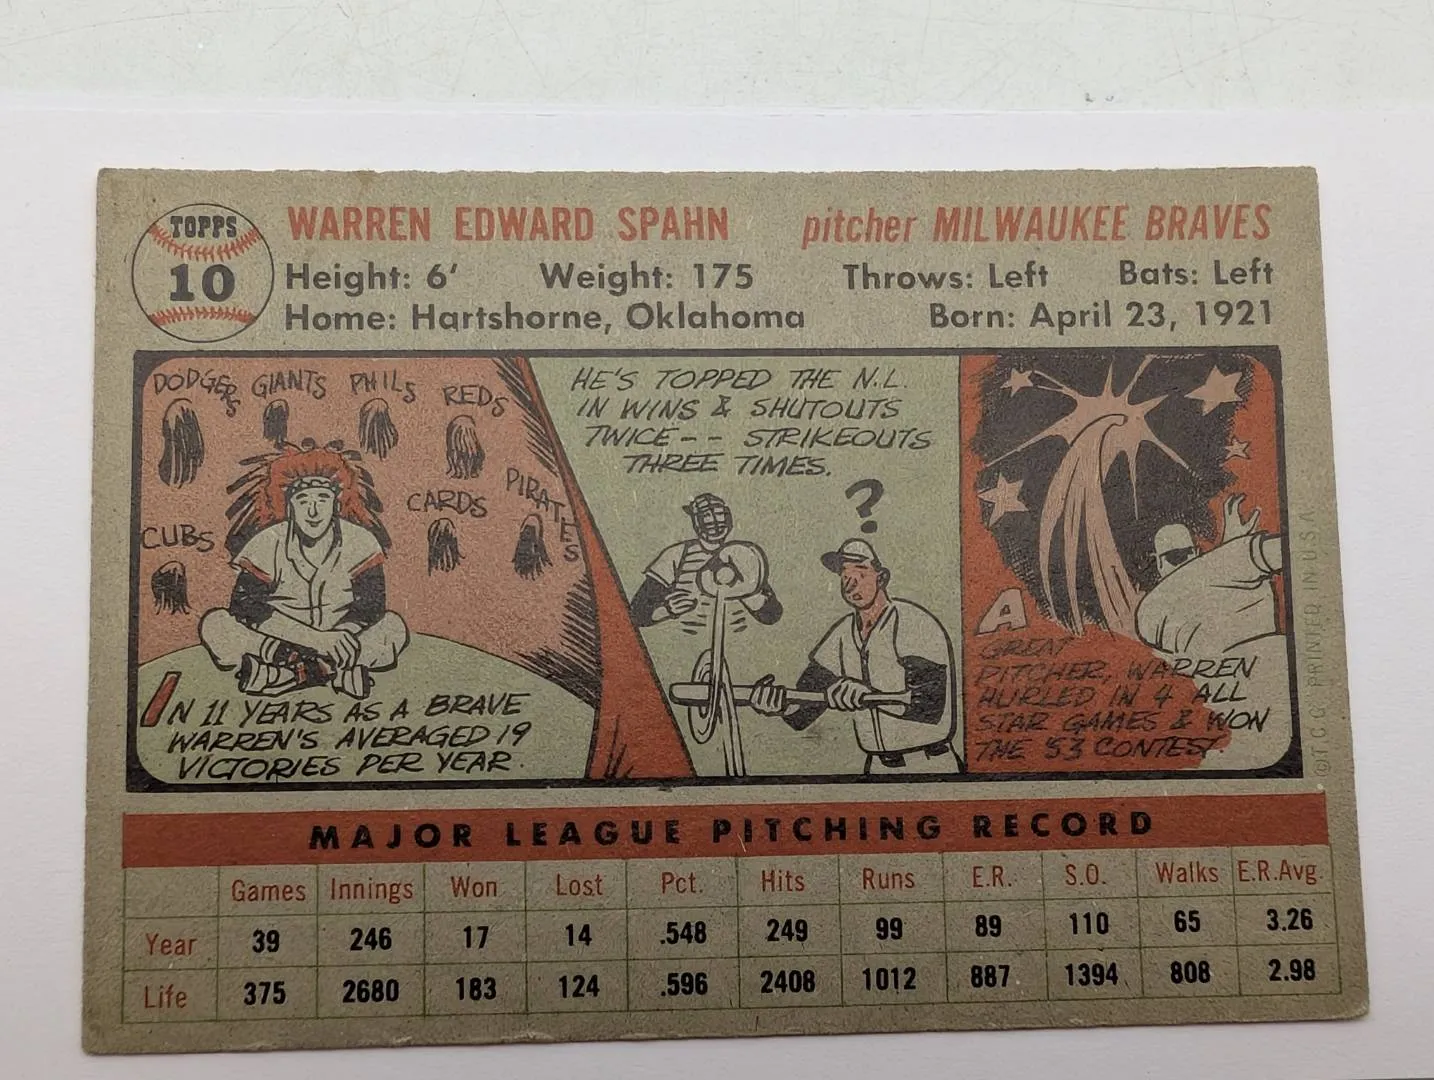 TOPPS
10
WARREN EDWARD SPAHN pitcher MILWAUKEE BRAVES
Height: 6' Weight: 175 Throws: Left Bats: Left
Home: Hartshorne, Oklahoma Born: April 23, 1921
DODGERS GIANTS PHILS REDS
CARDS PIRATES
CUBS
IN 11 YEARS AS A BRAVE
WARREN'S AVERAGED 19
VICTORIES PER YEAR.
HE'S TOPPED THE N.L.
IN WINS & SHUTOUTS
TWICE-- STRIKEOUTS
THREE TIMES.
?
A
GREAT
PITCHER, WARREN
HURLED IN 4 ALL
STAR GAMES & WON
THE '53 CONTEST.
©T.C.G. PRINTED IN U.S.A.
MAJOR LEAGUE PITCHING RECORD
Games Innings Won Lost Pct. Hits Runs E.R. S.O. Walks E.R.Avg.
Year 39 246 17 14 .548 249 99 89 110 65 3.26
Life 375 2680 183 124 .596 2408 1012 887 1394 808 2.98